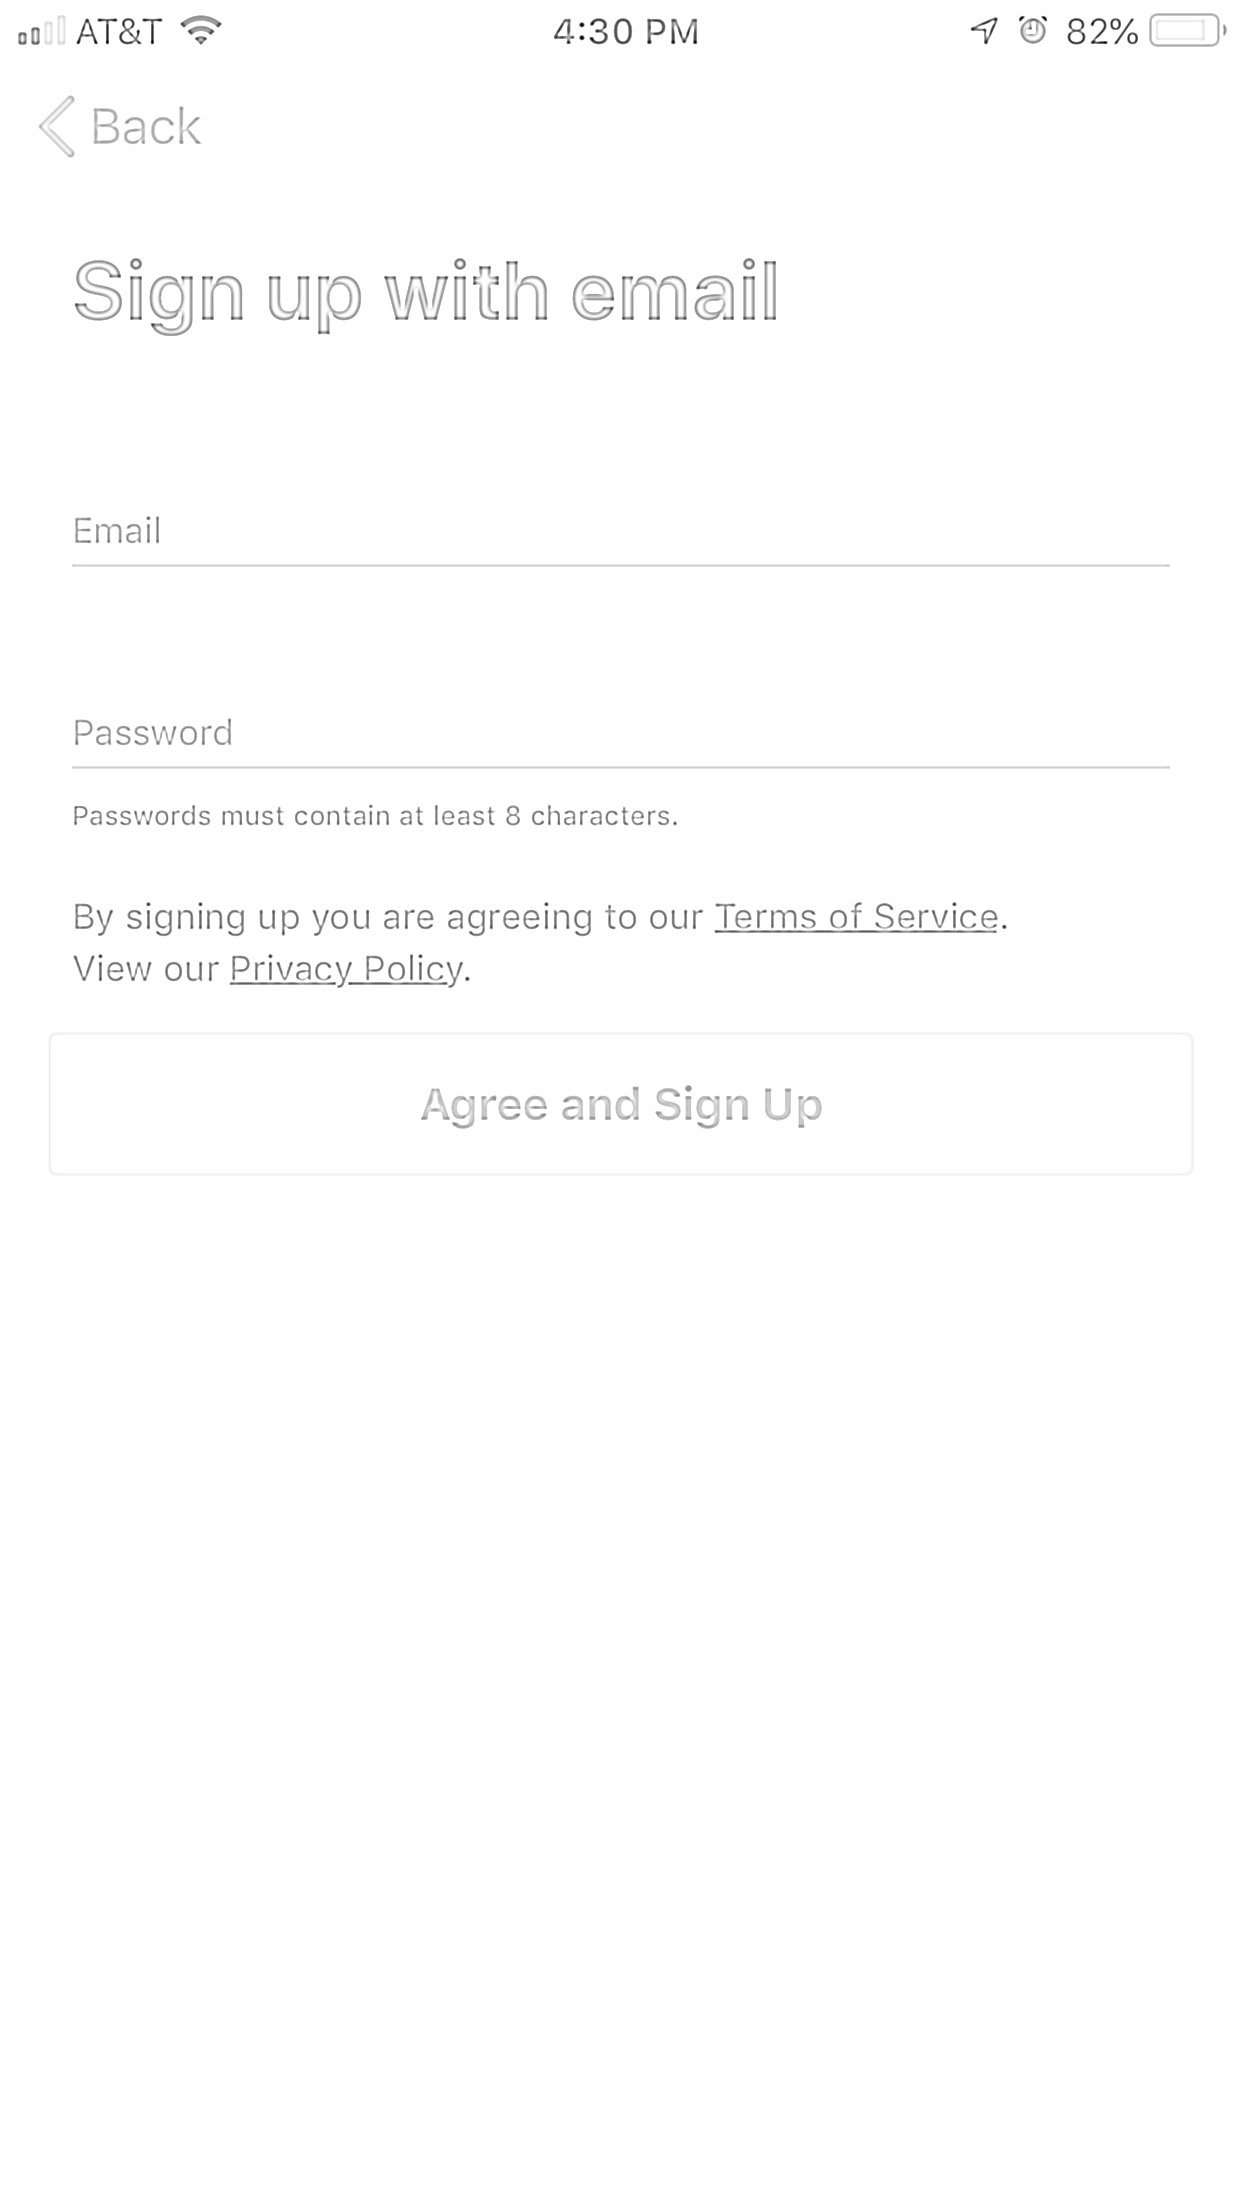 AT&T 4:30 PM 82%
Back
Sign up with email
Email
Password
Passwords must contain at least 8 characters.
By signing up you are agreeing to our Terms of Service.
View our Privacy Policy.
Agree and Sign Up